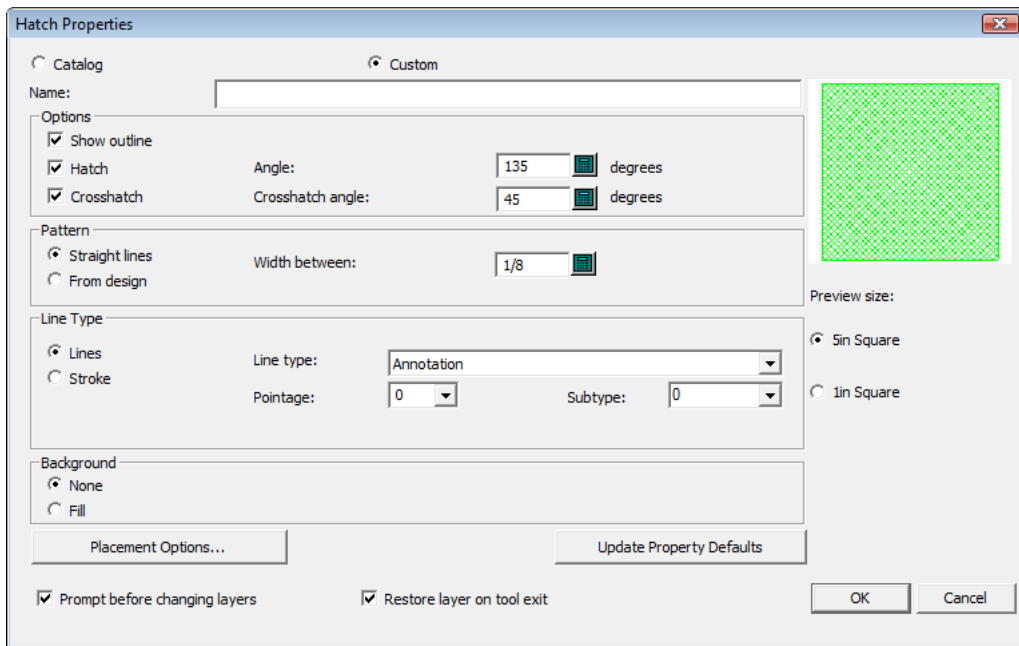 Hatch Properties
Catalog
Custom
Name:
Options
Show outline
Hatch
Angle:
135
degrees
Crosshatch
Crosshatch angle:
45
degrees
Pattern
Straight lines
From design
Width between:
1/8
Preview size:
Line Type
Lines
Stroke
Line type:
Annotation
5in Square
Pointage:
0
Subtype:
0
1in Square
Background
None
Fill
Placement Options...
Update Property Defaults
Prompt before changing layers
Restore layer on tool exit
OK
Cancel